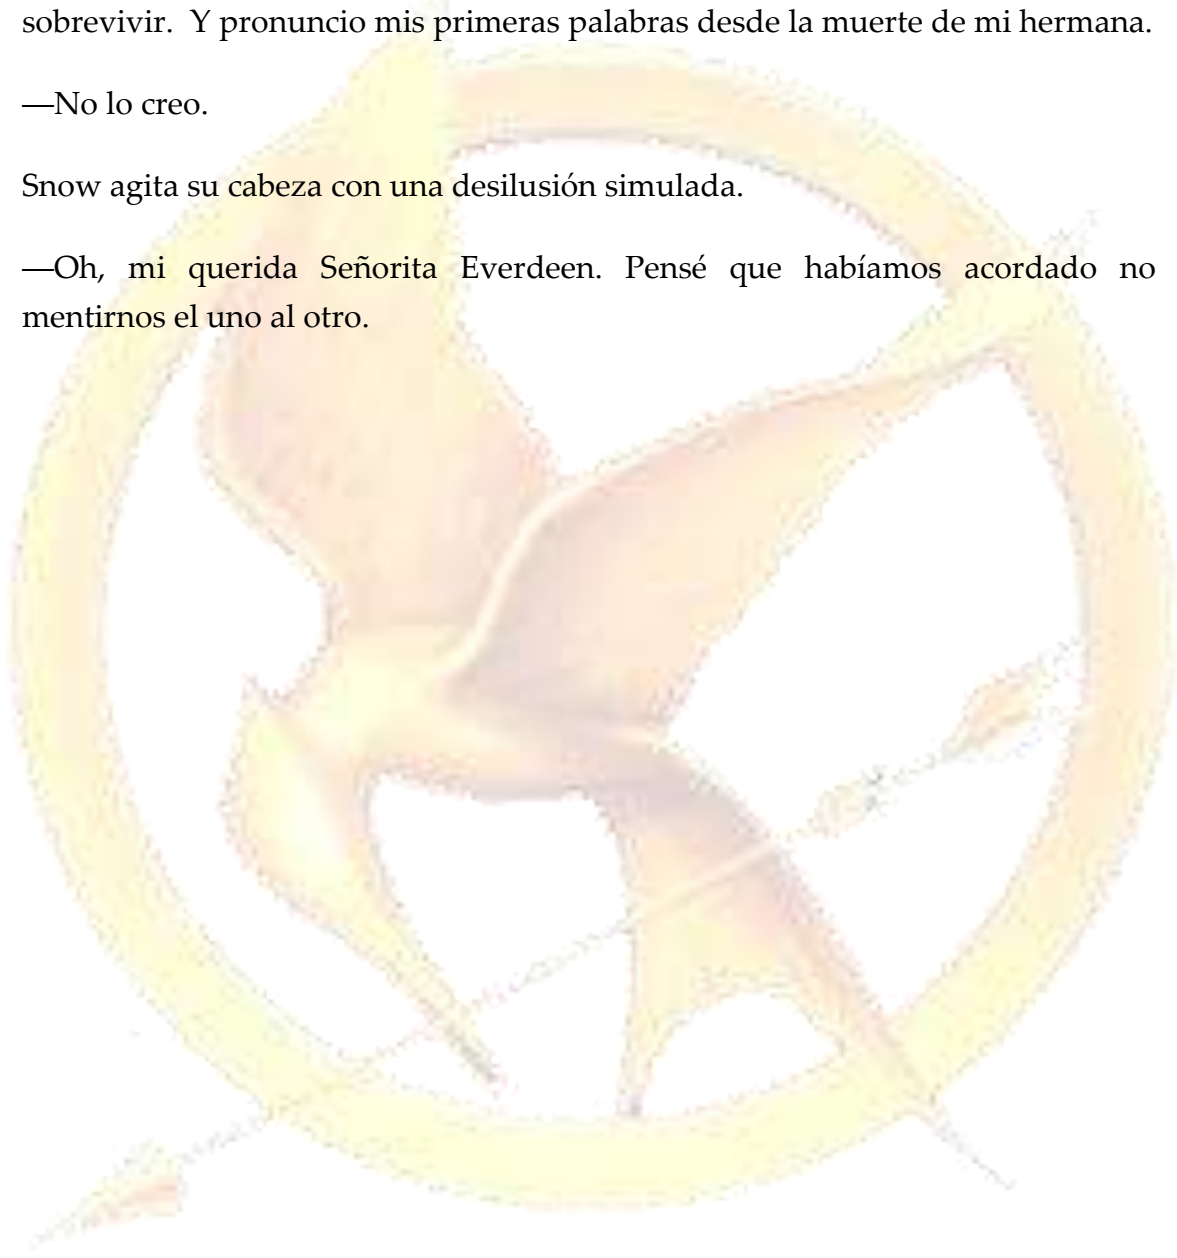 sobrevivir.  Y pronuncio mis primeras palabras desde la muerte de mi hermana.
—No lo creo.
Snow agita su cabeza con una desilusión simulada.
—Oh, mi querida Señorita Everdeen. Pensé que habíamos acordado no
mentirnos el uno al otro.